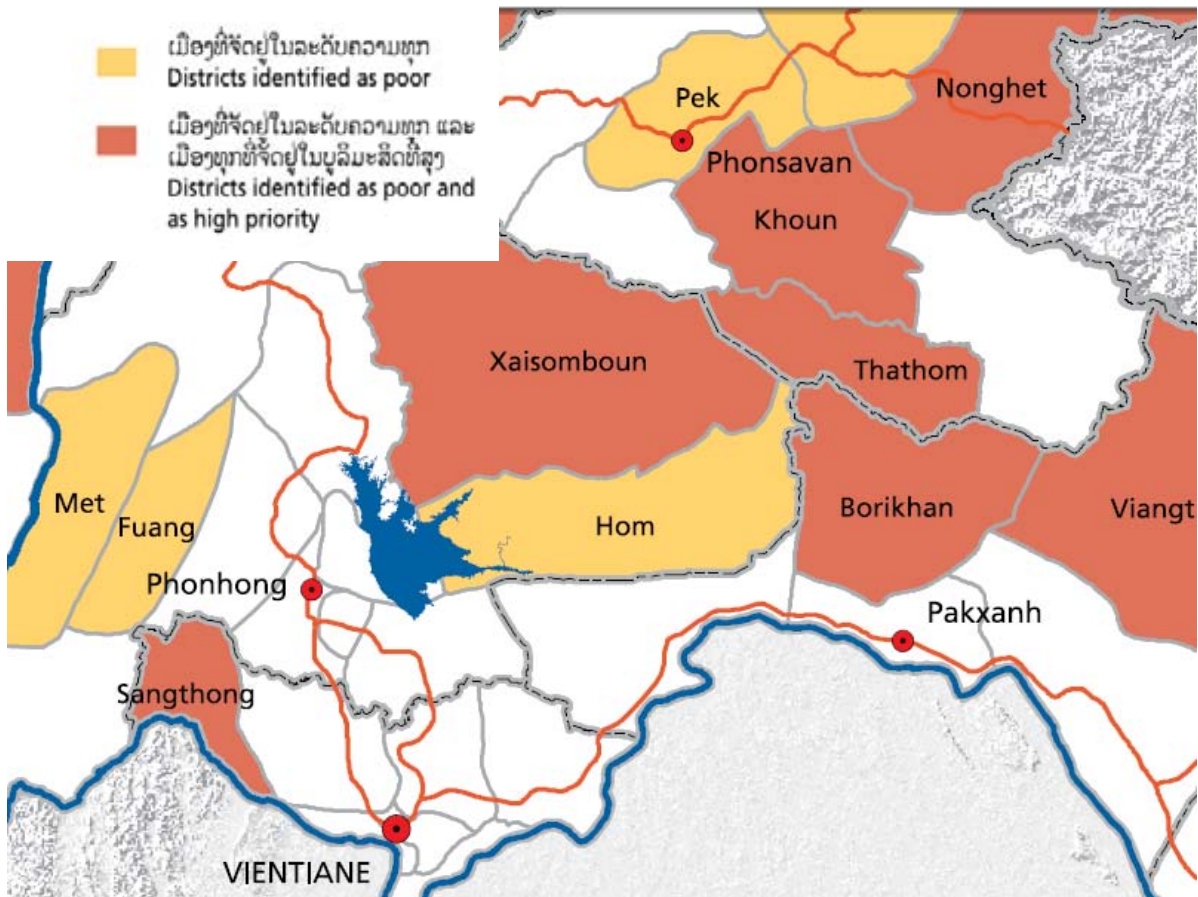 ເມືອງທີ່ຈັດຢູ່ໃນລະດັບຄວາມທຸກ
Districts identified as poor
ເມືອງທີ່ຈັດຢູ່ໃນລະດັບຄວາມທຸກ ແລະ
ເມືອງທຸກທີ່ຈັດຢູ່ໃນບູລິມະສິດທີ່ສຸງ
Districts identified as poor and
as high priority
Nonghet
Pek
Phonsavan
Khoun
Xaisomboun
Thathom
Met
Fuang
Hom
Borikhan
Viangt
Phonhong
Pakxanh
Sangthong
VIENTIANE